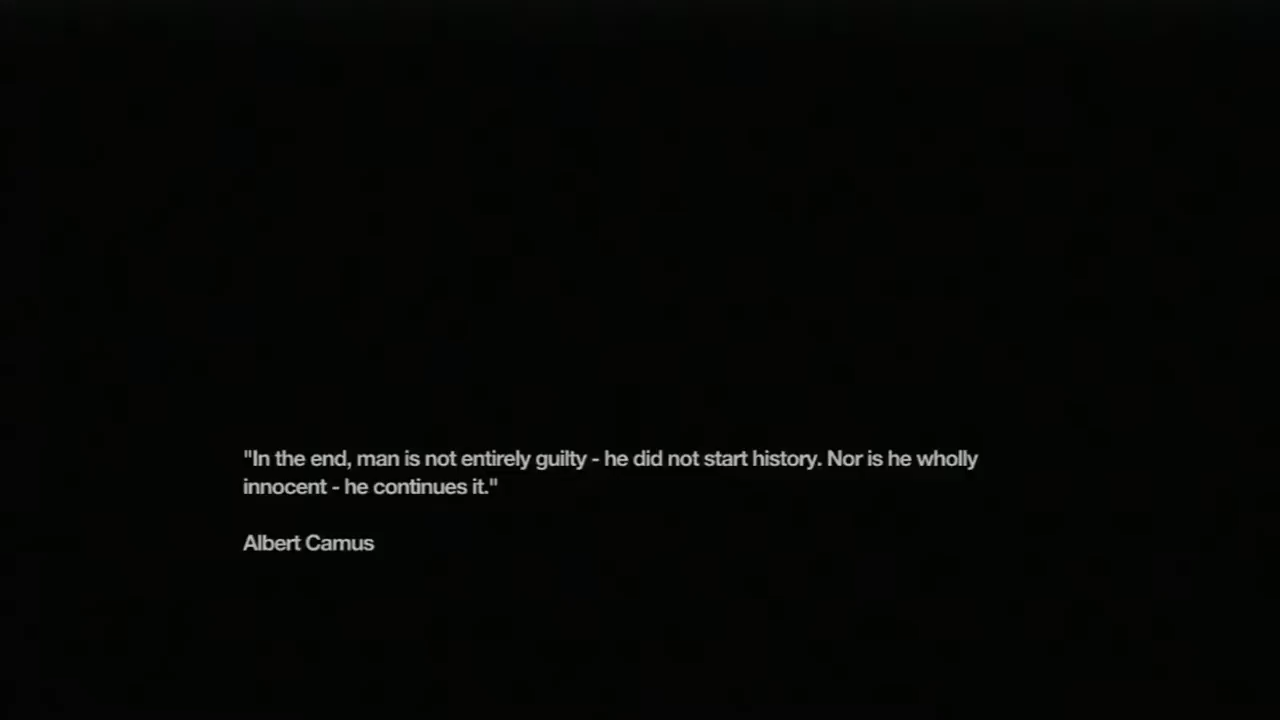 "In the end, man is not entirely guilty - he did not start history. Nor is he wholly
innocent - he continues it."
Albert Camus